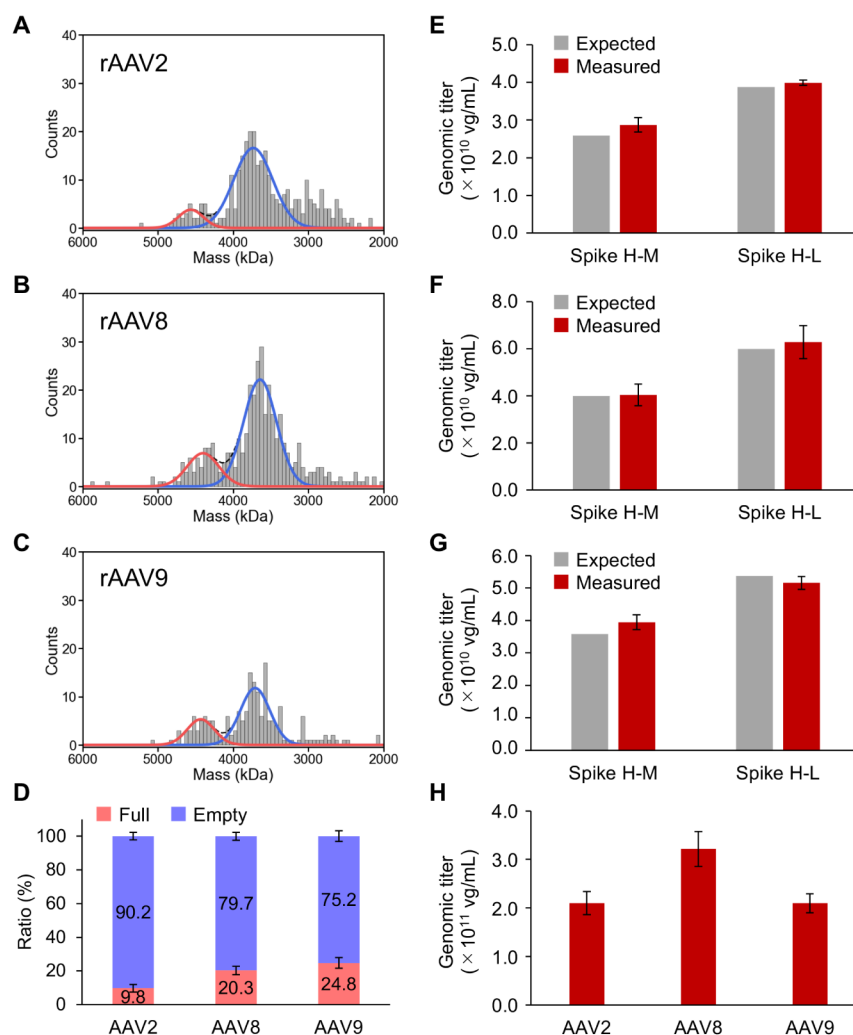 A
rAAV2
40
30
20
10
0
Counts
6000 5000 4000 3000 2000
Mass (kDa)
B
rAAV8
40
30
20
10
0
Counts
6000 5000 4000 3000 2000
Mass (kDa)
C
rAAV9
40
30
20
10
0
Counts
6000 5000 4000 3000 2000
Mass (kDa)
D
Full Empty
100
80
60
40
20
0
Ratio (%)
90.2 79.7 75.2
9.8 20.3 24.8
AAV2 AAV8 AAV9
E
Expected
Measured
5.0
4.0
3.0
2.0
1.0
0.0
Genomic titer
(×10¹⁰ vg/mL)
Spike H-M Spike H-L
F
Expected
Measured
8.0
6.0
4.0
2.0
0.0
Genomic titer
(×10¹⁰ vg/mL)
Spike H-M Spike H-L
G
Expected
Measured
6.0
5.0
4.0
3.0
2.0
1.0
0.0
Genomic titer
(×10¹⁰ vg/mL)
Spike H-M Spike H-L
H
4.0
3.0
2.0
1.0
0.0
Genomic titer
(×10¹¹ vg/mL)
AAV2 AAV8 AAV9